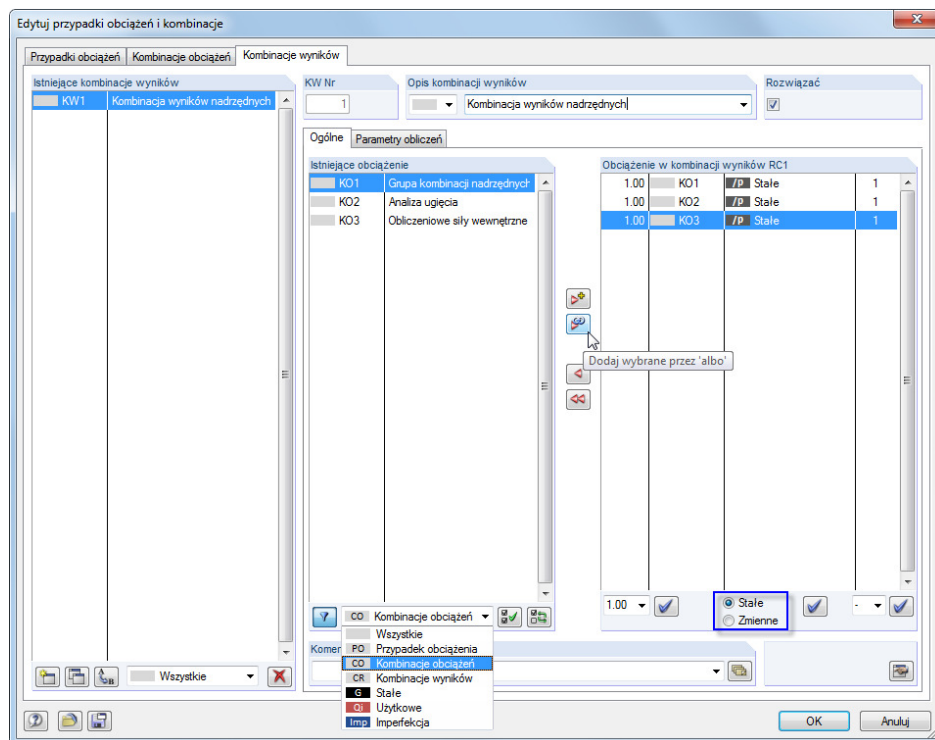 Edytuj przypadki obciążeń i kombinacje
Przypadki obciążeń
Kombinacje obciążeń
Kombinacje wyników
Istniejące kombinacje wyników
KW1 Kombinacja wyników nadrzędnych
KW Nr
1
Opis kombinacji wyników
Kombinacja wyników nadrzędnych
Rozwiązać
Ogólne
Parametry obliczeń
Istniejące obciążenie
KO1 Grupa kombinacji nadrzędnych
KO2 Analiza ugięcia
KO3 Obliczeniowe siły wewnętrzne
Obciążenie w kombinacji wyników RC1
1.00 KO1 /P Stałe 1
1.00 KO2 /P Stałe 1
1.00 KO3 /P Stałe 1
Dodaj wybrane przez 'albo'
CO Kombinacje obciążeń
Wszystkie
PO Przypadek obciążenia
CO Kombinacje obciążeń
CR Kombinacje wyników
G Stałe
Qi Użytkowe
Imp Imperfekcja
1.00
Stałe
Zmienne
-
Komen
Wszystkie
OK
Anuluj